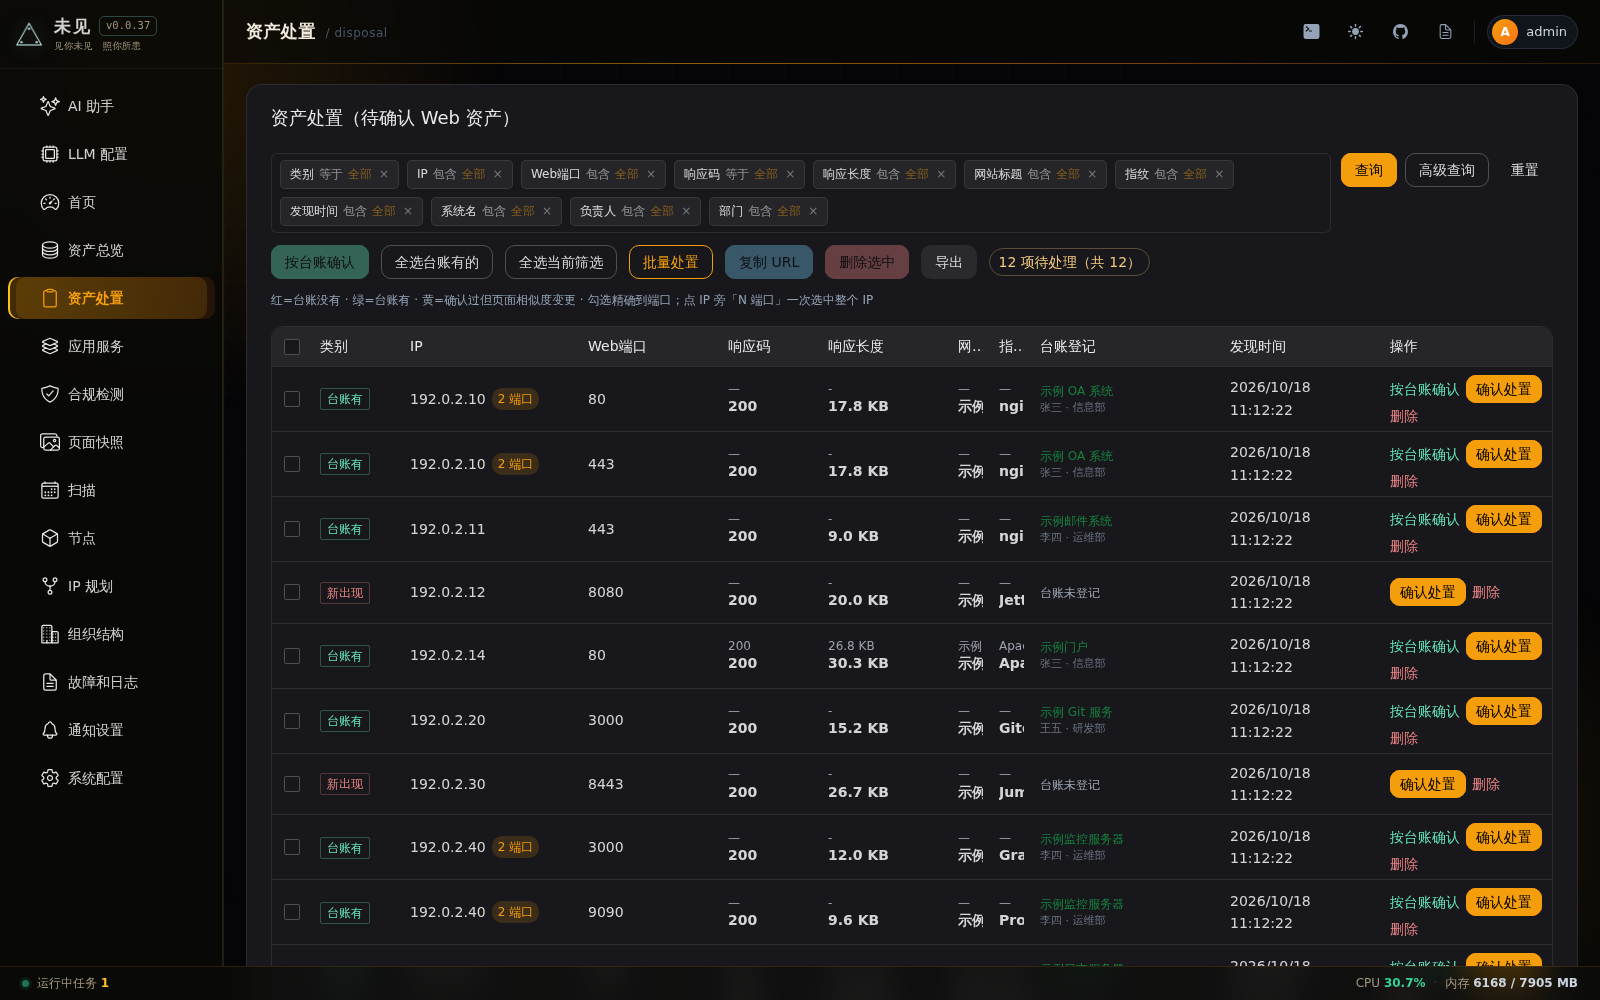 未见 v0.0.37
见你未见 照你所患
资产处置 / disposal
admin
A
AI 助手
LLM 配置
首页
资产总览
资产处置
应用服务
合规检测
页面快照
扫描
节点
IP 规划
组织结构
故障和日志
通知设置
系统配置
资产处置（待确认 Web 资产）
类别 等于 全部 × IP 包含 全部 × Web端口 包含 全部 × 响应码 等于 全部 × 响应长度 包含 全部 × 网站标题 包含 全部 × 指纹 包含 全部 ×
发现时间 包含 全部 × 系统名 包含 全部 × 负责人 包含 全部 × 部门 包含 全部 ×
查询 高级查询 重置
按台账确认 全选台账有的 全选当前筛选 批量处置 复制 URL 删除选中 导出 12 项待处理（共 12）
红=台账没有 · 绿=台账有 · 黄=确认过但页面相似度变更 · 勾选精确到端口；点 IP 旁「N 端口」一次选中整个 IP
类别 IP Web端口 响应码 响应长度 网… 指… 台账登记 发现时间 操作
台账有 192.0.2.10 2 端口 80 — 200 - 17.8 KB — 示例 — ngi 示例 OA 系统 张三 · 信息部 2026/10/18 11:12:22 按台账确认 确认处置 删除
台账有 192.0.2.10 2 端口 443 — 200 - 17.8 KB — 示例 — ngi 示例 OA 系统 张三 · 信息部 2026/10/18 11:12:22 按台账确认 确认处置 删除
台账有 192.0.2.11 443 — 200 - 9.0 KB — 示例 — ngi 示例邮件系统 李四 · 运维部 2026/10/18 11:12:22 按台账确认 确认处置 删除
新出现 192.0.2.12 8080 — 200 - 20.0 KB — 示例 — Jett 台账未登记 2026/10/18 11:12:22 确认处置 删除
台账有 192.0.2.14 80 200 200 26.8 KB 30.3 KB 示例 示例 Apa Apa 示例门户 张三 · 信息部 2026/10/18 11:12:22 按台账确认 确认处置 删除
台账有 192.0.2.20 3000 — 200 - 15.2 KB — 示例 — Git 示例 Git 服务 王五 · 研发部 2026/10/18 11:12:22 按台账确认 确认处置 删除
新出现 192.0.2.30 8443 — 200 - 26.7 KB — 示例 — Jum 台账未登记 2026/10/18 11:12:22 确认处置 删除
台账有 192.0.2.40 2 端口 3000 — 200 - 12.0 KB — 示例 — Gra 示例监控服务器 李四 · 运维部 2026/10/18 11:12:22 按台账确认 确认处置 删除
台账有 192.0.2.40 2 端口 9090 — 200 - 9.6 KB — 示例 — Pro 示例监控服务器 李四 · 运维部 2026/10/18 11:12:22 按台账确认 确认处置 删除
运行中任务 1
CPU 30.7% · 内存 6168 / 7905 MB